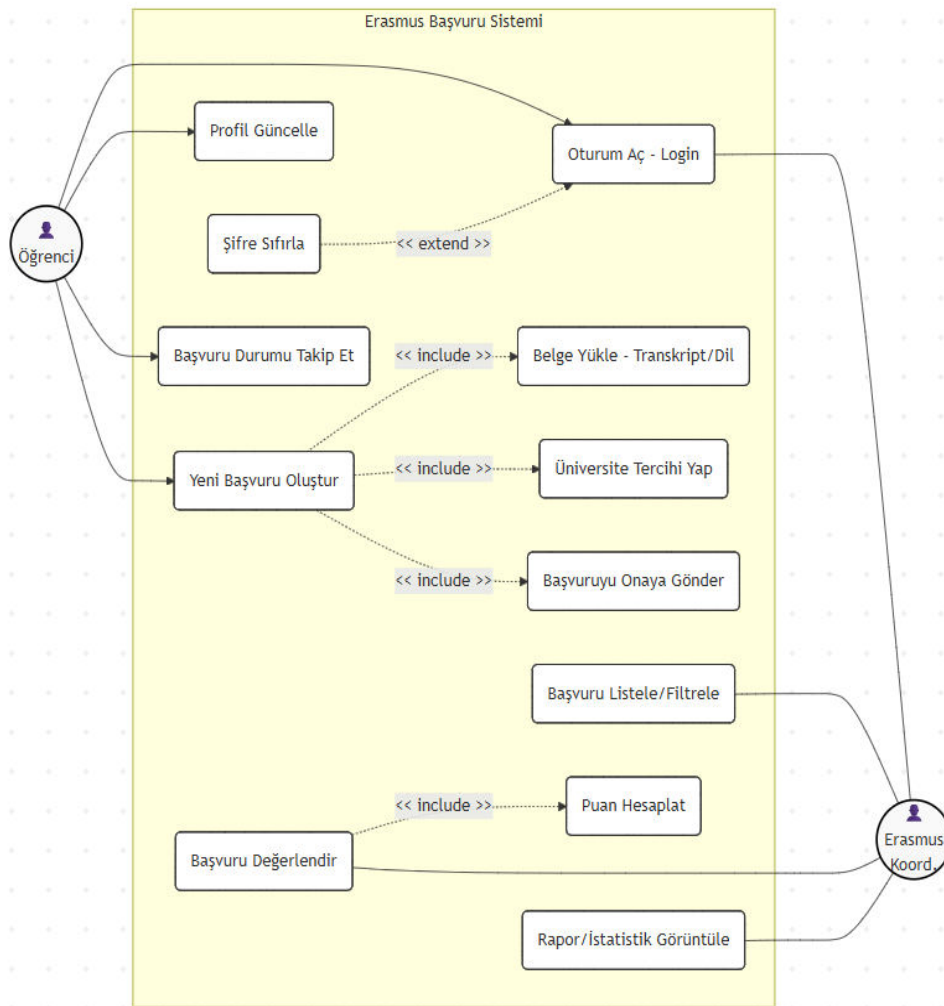 Erasmus Başvuru Sistemi
Profil Güncelle
Oturum Aç - Login
Öğrenci
Şifre Sıfırla
<< extend >>
Başvuru Durumu Takip Et
<< include >>
Belge Yükle - Transkript/Dil
Yeni Başvuru Oluştur
<< include >>
Üniversite Tercihi Yap
<< include >>
Başvuruyu Onaya Gönder
Başvuru Listele/Filtrele
<< include >>
Puan Hesaplat
Erasmus
Koord.
Başvuru Değerlendir
Rapor/İstatistik Görüntüle